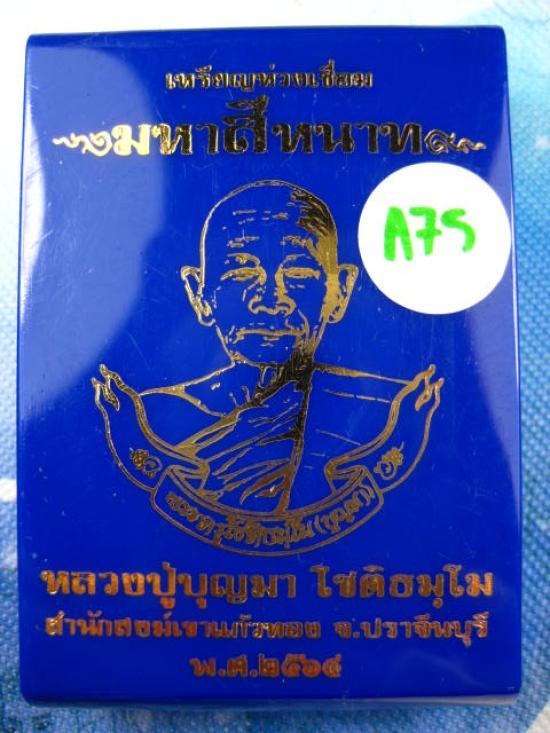 เหรียญห่วงเชื่อม
มหาสีหนาท
A75
หลวงปู่บุญมา โชติธมฺโม
สำนักสงฆ์เขาแก้วทอง จ.ปราจีนบุรี
พ.ศ.๒๕๖๔